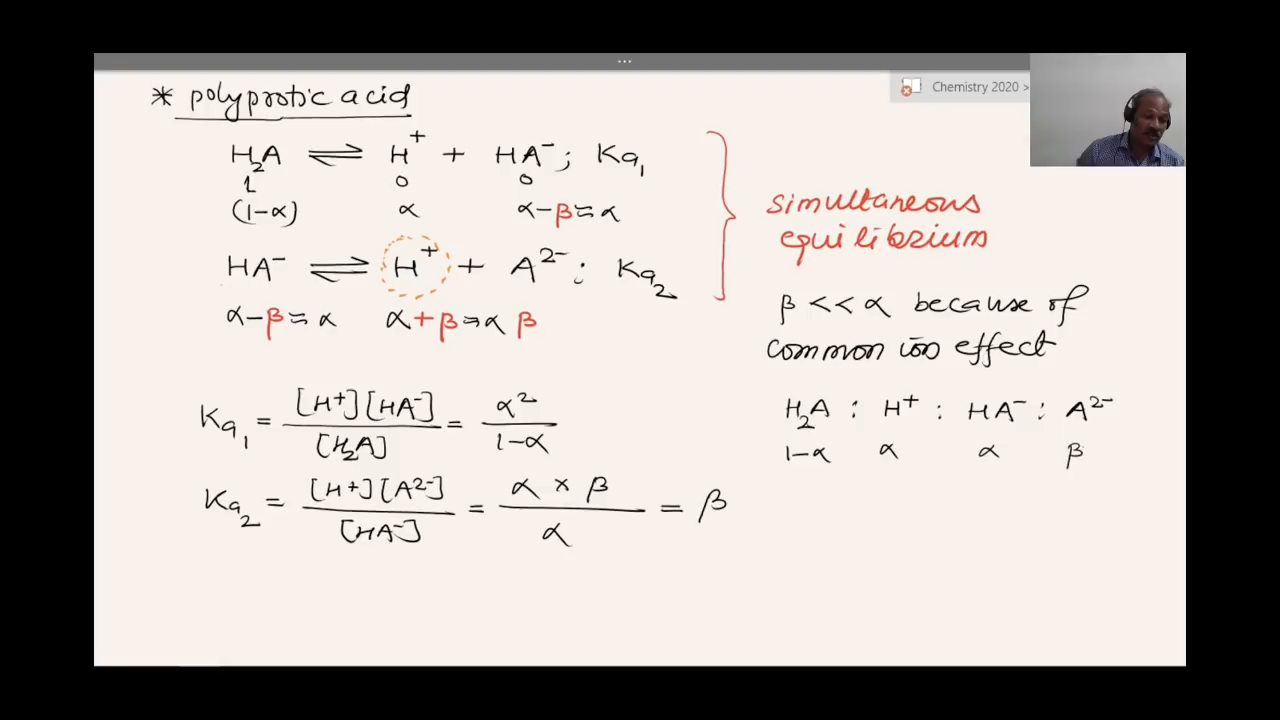 Chemistry 2020 >
* polyprotic acid
H₂A ⇌ H⁺ + HA⁻ ; Ka₁
1 0 0
(1-α) α α-β≈α
HA⁻ ⇌ H⁺ + A²⁻ ; Ka₂
α-β≈α α+β≈α β
simultaneous
equilibrium
β << α because of
common ion effect
H₂A : H⁺ : HA⁻ : A²⁻
1-α α α β
Ka₁ = [H⁺][HA⁻] / [H₂A] = α² / 1-α
Ka₂ = [H⁺][A²⁻] / [HA⁻] = α × β / α = β